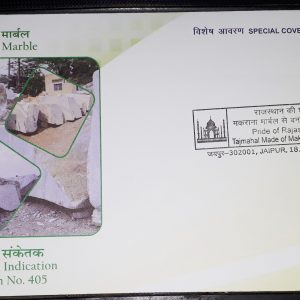 मार्बल
Marble
विशेष आवरण SPECIAL COVE
राजस्थान की
मकराना मार्बल से बन
Pride of Rajas
Tajmahal Made of Mak
जयपुर-302001, JAIPUR, 18.
संकेतक
Indication
n No. 405